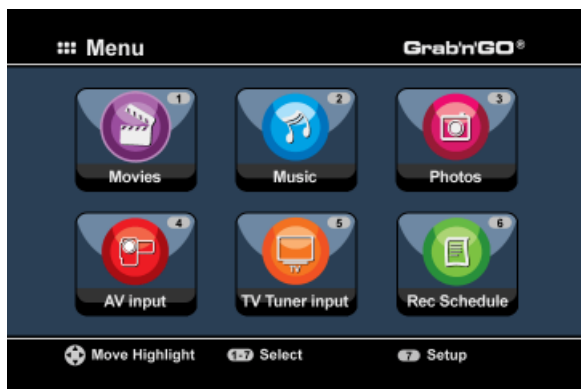 Menu
Grab'n'GO®
1
2
3
Movies
Music
Photos
4
5
6
TV
AV input
TV Tuner input
Rec Schedule
Move Highlight
1-7 Select
7 Setup